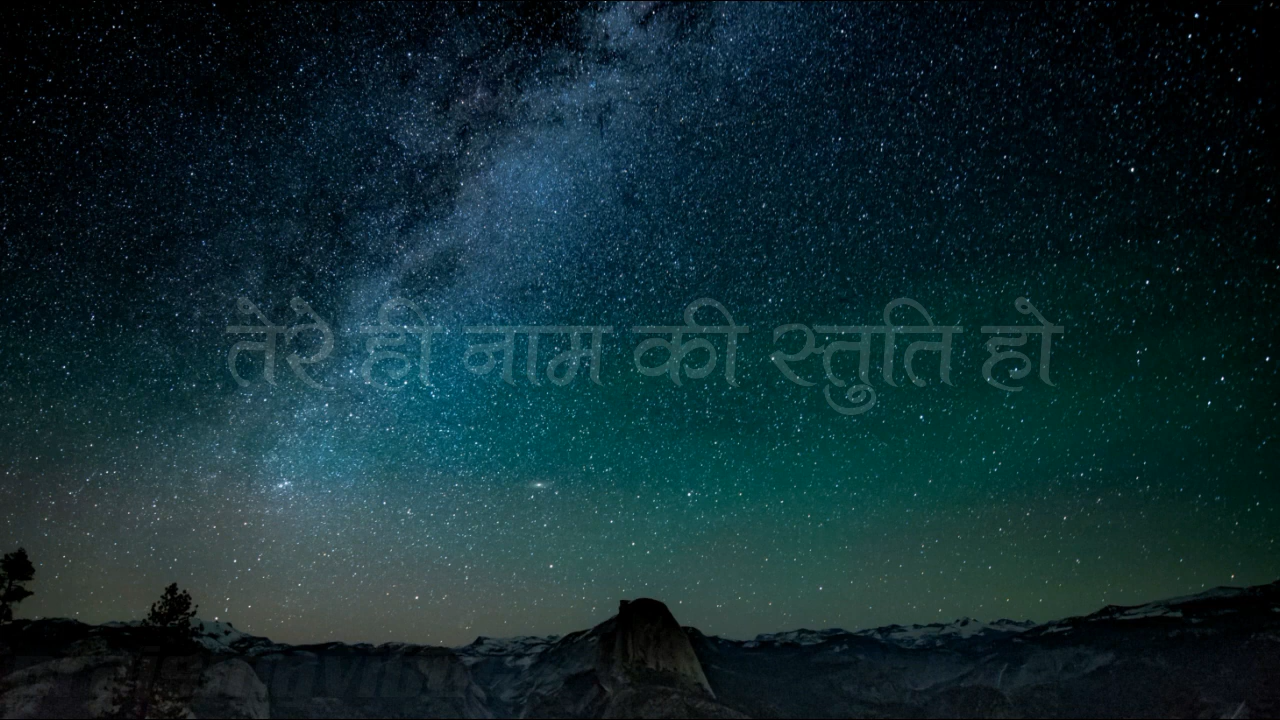 तेरे ही नाम की स्तुति हो